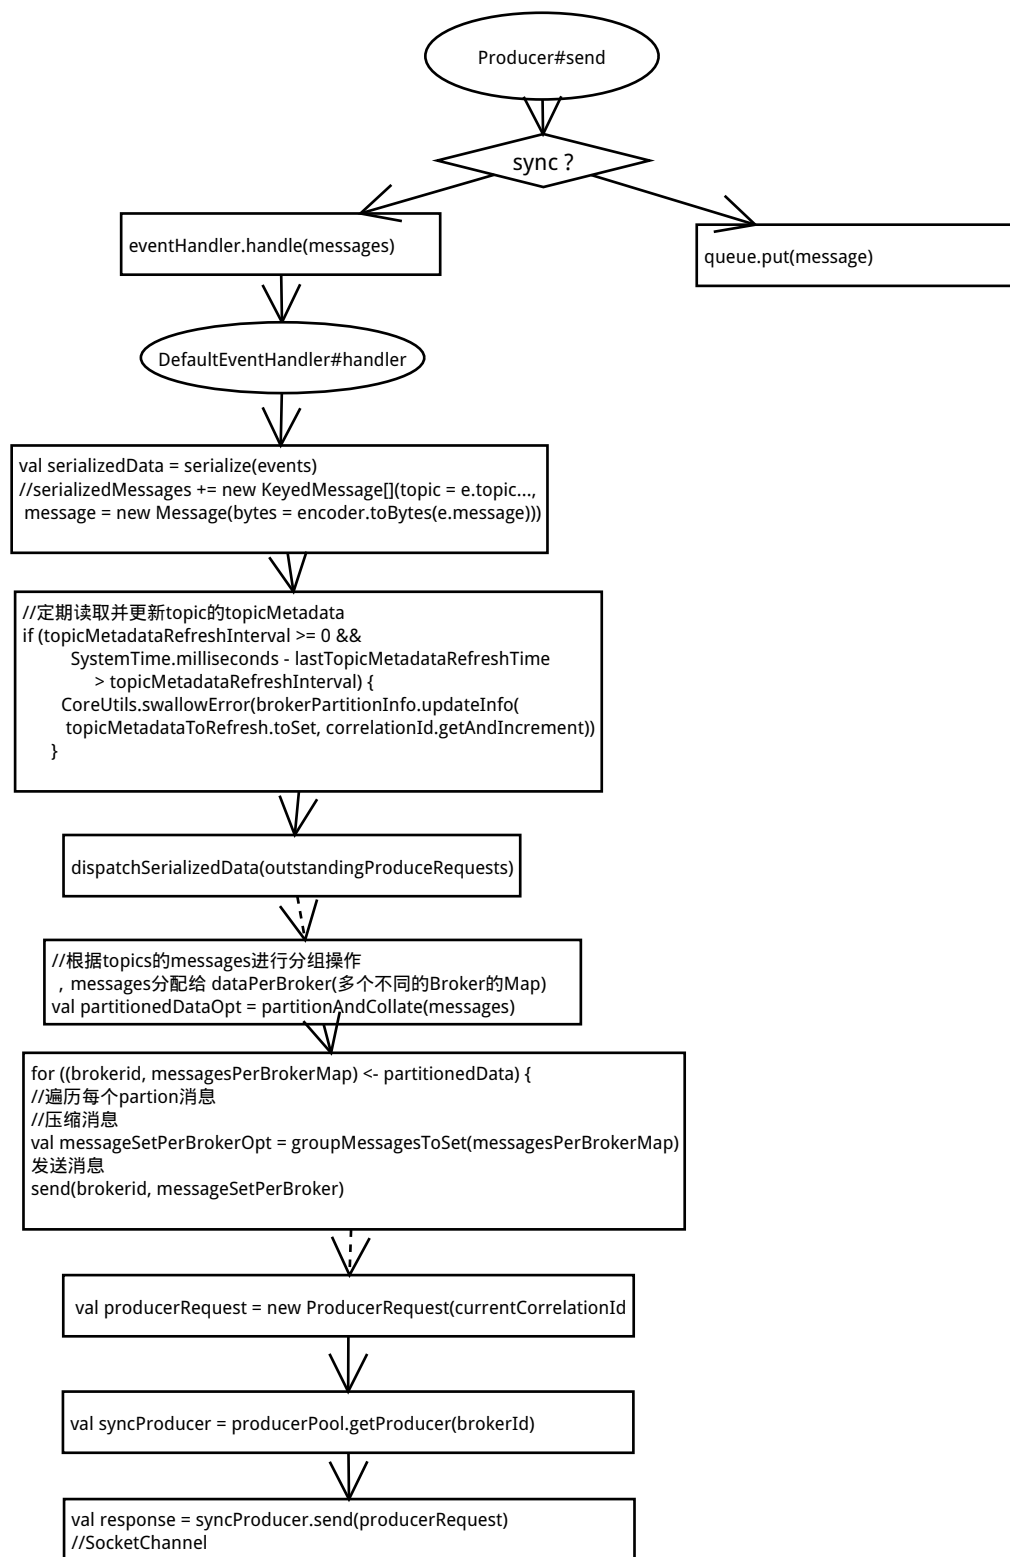 Producer#send
sync ?
eventHandler.handle(messages)
queue.put(message)
DefaultEventHandler#handler
val serializedData = serialize(events)
//serializedMessages += new KeyedMessage[](topic = e.topic...,
message = new Message(bytes = encoder.toBytes(e.message)))
//定期读取并更新topic的topicMetadata
if (topicMetadataRefreshInterval >= 0 &&
SystemTime.milliseconds - lastTopicMetadataRefreshTime
> topicMetadataRefreshInterval) {
CoreUtils.swallowError(brokerPartitionInfo.updateInfo(
topicMetadataToRefresh.toSet, correlationId.getAndIncrement))
}
dispatchSerializedData(outstandingProduceRequests)
//根据topics的messages进行分组操作
，messages分配给 dataPerBroker(多个不同的Broker的Map)
val partitionedDataOpt = partitionAndCollate(messages)
for ((brokerid, messagesPerBrokerMap) <- partitionedData) {
//遍历每个partion消息
//压缩消息
val messageSetPerBrokerOpt = groupMessagesToSet(messagesPerBrokerMap)
发送消息
send(brokerid, messageSetPerBroker)
val producerRequest = new ProducerRequest(currentCorrelationId
val syncProducer = producerPool.getProducer(brokerId)
val response = syncProducer.send(producerRequest)
//SocketChannel